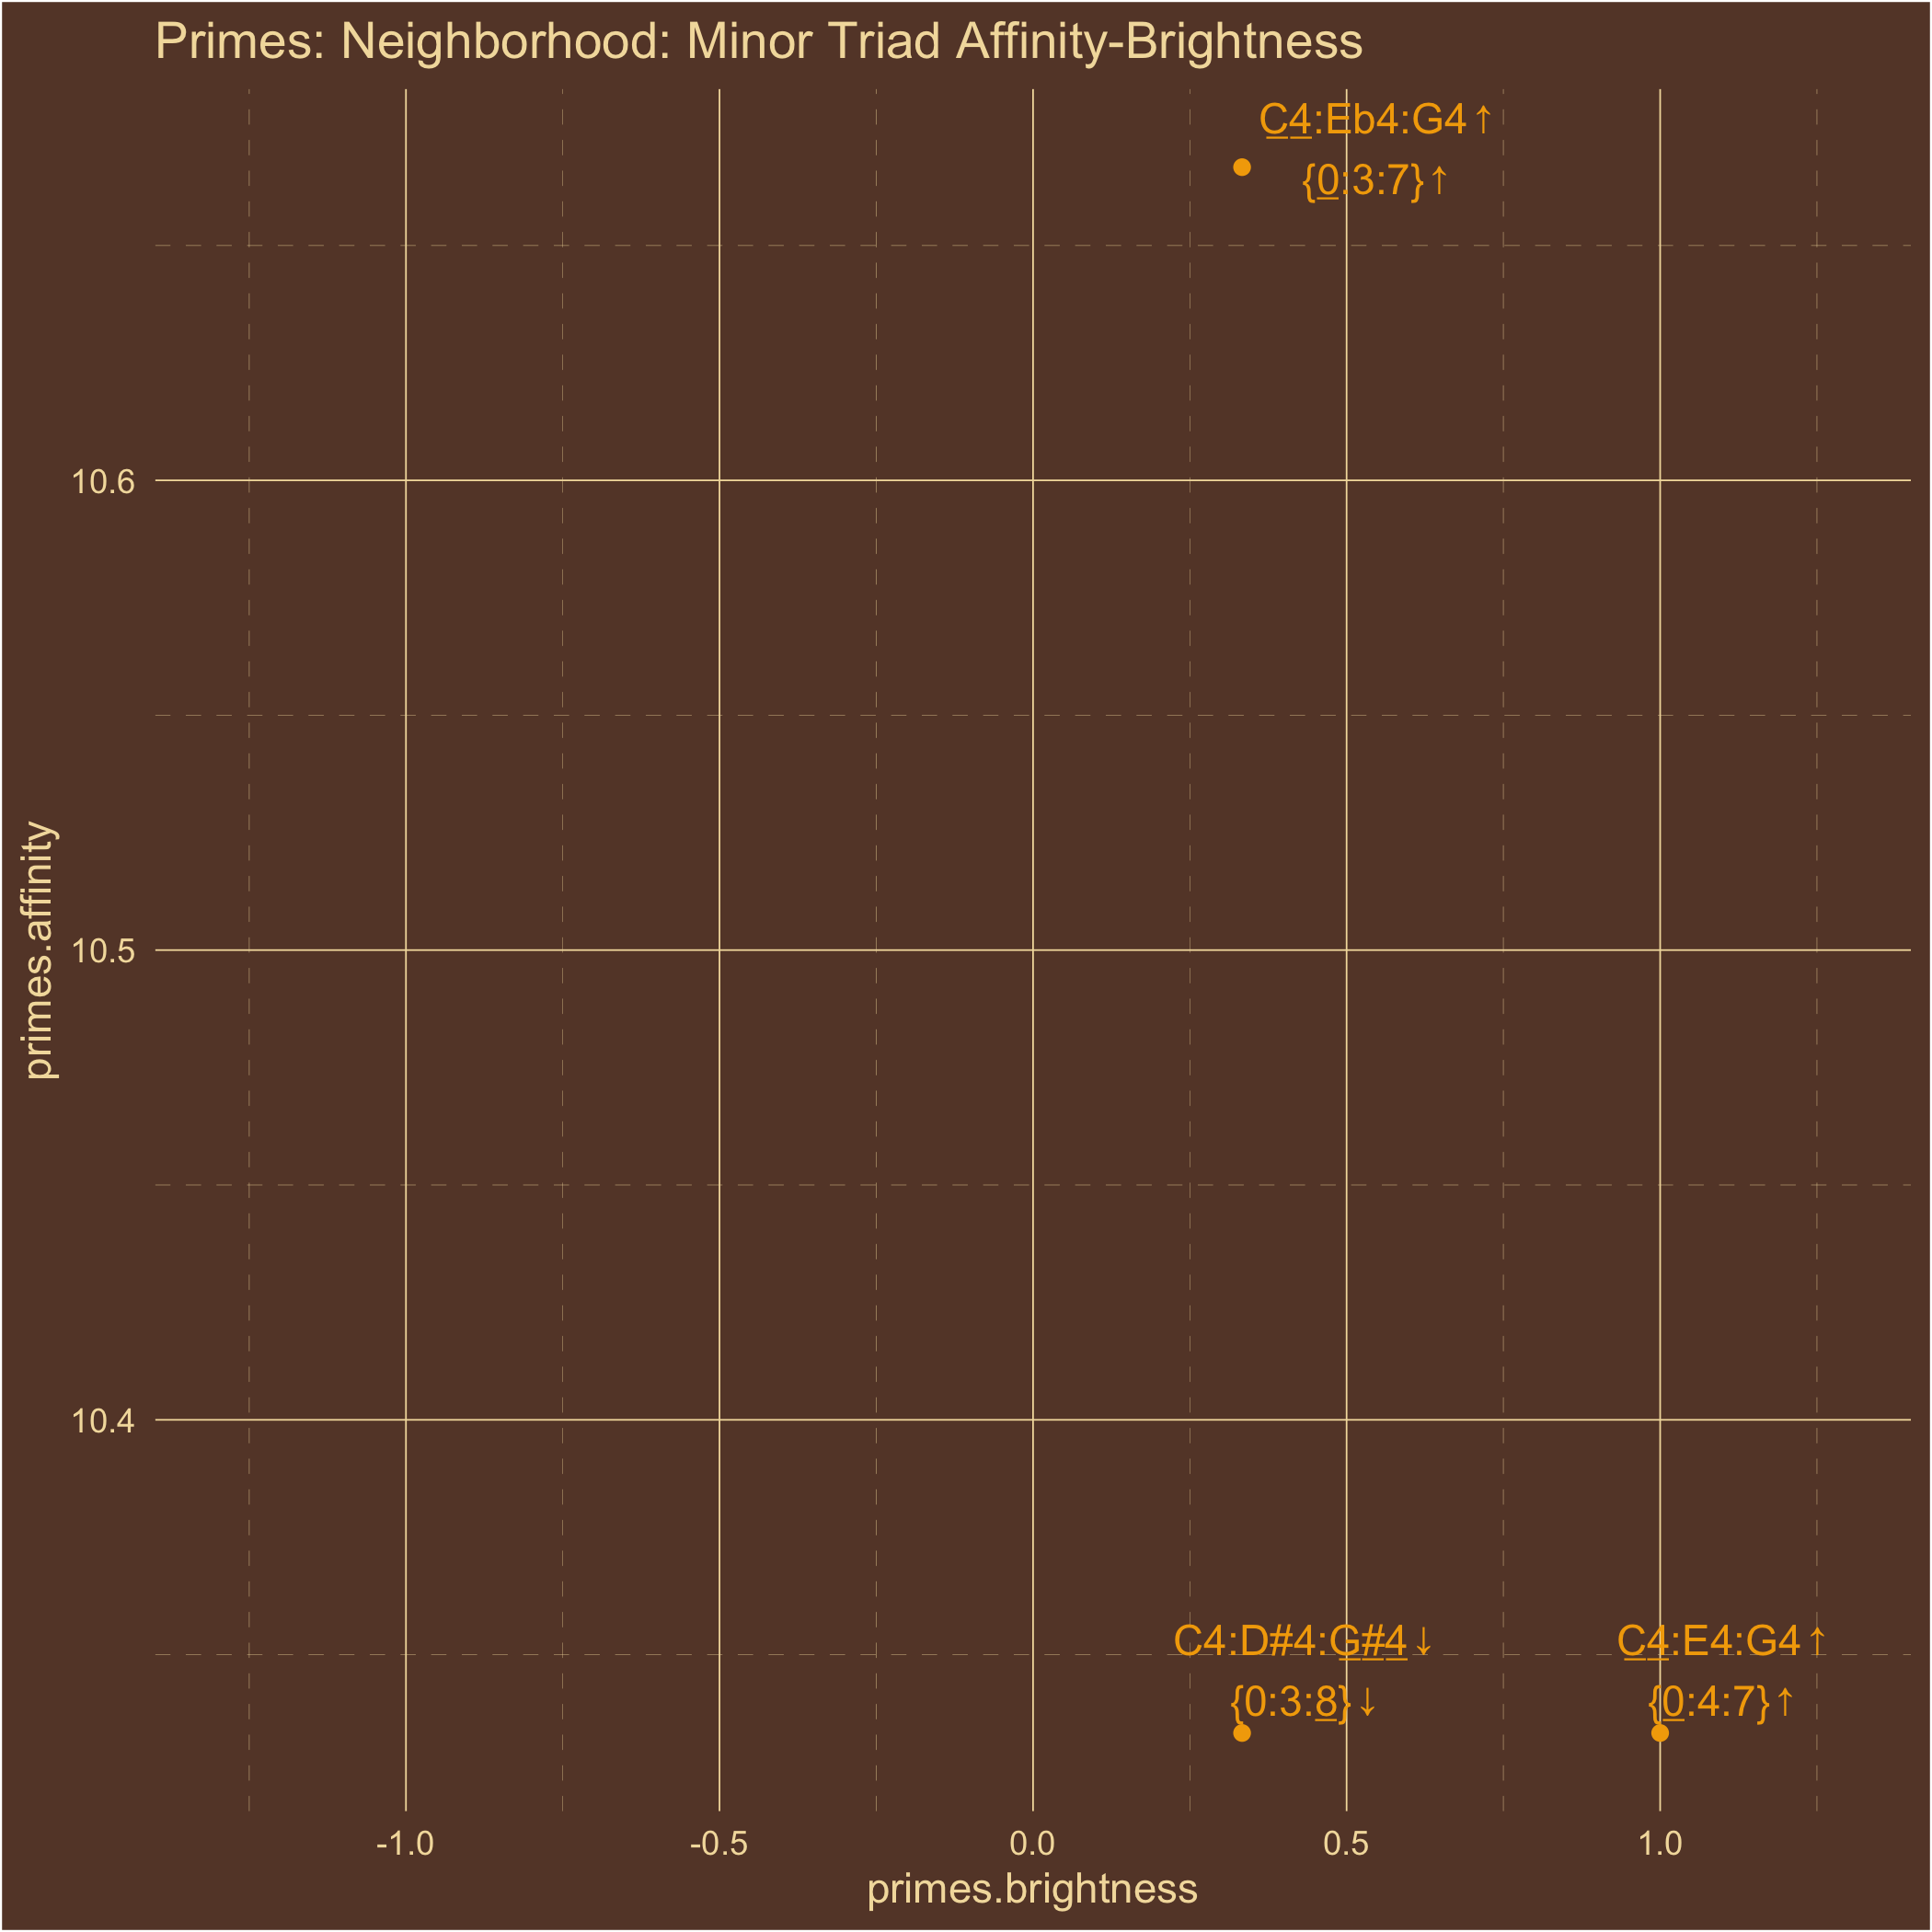 Primes: Neighborhood: Minor Triad Affinity-Brightness
C4:Eb4:G4↑
{0:3:7}↑
10.6
primes.affinity
10.5
10.4
C4:D#4:G#4↓
{0:3:8}↓
C4:E4:G4↑
{0:4:7}↑
-1.0
-0.5
0.0
0.5
1.0
primes.brightness